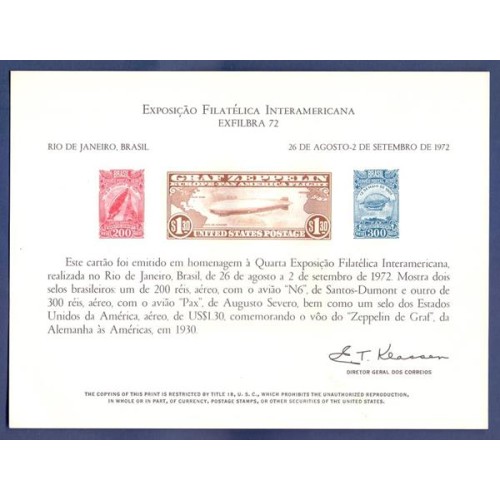 EXPOSIÇÃO FILATÉLICA INTERAMERICANA
EXFILBRA 72
RIO DE JANEIRO, BRASIL
26 DE AGOSTO-2 DE SETEMBRO DE 1972
BRASIL
200
GRAF ZEPPELIN
EUROPE PAN AMERICA FLIGHT
$1.30
$1.30
UNITED STATES POSTAGE
BRASIL
300
Este cartão foi emitido em homenagem à Quarta Exposição Filatélica Interamericana,
realizada no Rio de Janeiro, Brasil, de 26 de agosto a 2 de setembro de 1972. Mostra dois
selos brasileiros: um de 200 réis, aéreo, com o avião "N6", de Santos-Dumont e outro de
300 réis, aéreo, com o avião "Pax", de Augusto Severo, bem como um selo dos Estados
Unidos da América, aéreo, de US$1.30, comemorando o vôo do "Zeppelin de Graf", da
Alemanha às Américas, em 1930.
E. T. Klassen
DIRETOR GERAL DOS CORREIOS
THE COPYING OF THIS PRINT IS RESTRICTED BY TITLE 18, U. S. C., WHICH PROHIBITS THE UNAUTHORIZED REPRODUCTION,
IN WHOLE OR IN PART, OF CURRENCY, POSTAGE STAMPS, OR OTHER SECURITIES OF THE UNITED STATES.